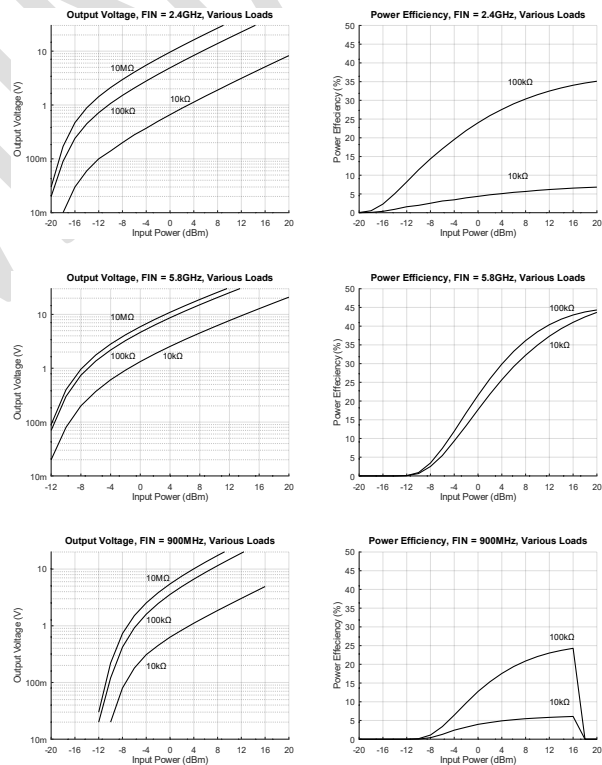 Output Voltage, FIN = 2.4GHz, Various Loads
Output Voltage (V)
10
1
100m
10m
10MΩ
100kΩ
10kΩ
-20 -16 -12 -8 -4 0 4 8 12 16 20
Input Power (dBm)
Power Efficiency, FIN = 2.4GHz, Various Loads
Power Effeciency (%)
50
45
40
35
30
25
20
15
10
5
0
100kΩ
10kΩ
-20 -16 -12 -8 -4 0 4 8 12 16 20
Input Power (dBm)
Output Voltage, FIN = 5.8GHz, Various Loads
Output Voltage (V)
10
1
100m
10m
10MΩ
100kΩ
10kΩ
-12 -8 -4 0 4 8 12 16 20
Input Power (dBm)
Power Efficiency, FIN = 5.8GHz, Various Loads
Power Effeciency (%)
50
45
40
35
30
25
20
15
10
5
0
100kΩ
10kΩ
-20 -16 -12 -8 -4 0 4 8 12 16 20
Input Power (dBm)
Output Voltage, FIN = 900MHz, Various Loads
Output Voltage (V)
10
1
100m
10m
10MΩ
100kΩ
10kΩ
-20 -16 -12 -8 -4 0 4 8 12 16 20
Input Power (dBm)
Power Efficiency, FIN = 900MHz, Various Loads
Power Effeciency (%)
50
45
40
35
30
25
20
15
10
5
0
100kΩ
10kΩ
-20 -16 -12 -8 -4 0 4 8 12 16 20
Input Power (dBm)